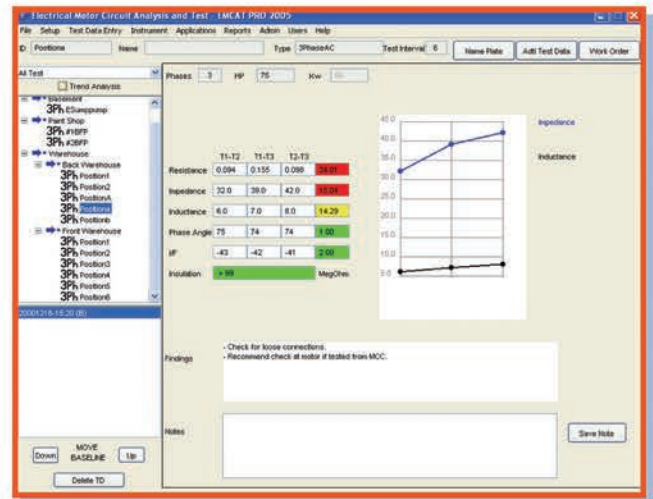 Electrical Motor Circuit Analysis and Test - EMCAT PRO 2005
File Setup Test Data Entry Instrument Applications Reports Admin Users Help
ID Positiona Name Type 3PhaseAC Test Interval 6 Name Plate Adtl Test Data Work Order
All Test
Trend Analysis
Phases 3 HP 75 Kw
Basement
3Ph ESumppump
Paint Shop
3Ph #1BFP
3Ph #2BFP
Warehouse
Back Warehouse
3Ph Position1
3Ph Position2
3Ph PositionA
3Ph Positiona
3Ph Positionb
Front Warehouse
3Ph Position1
3Ph Position2
3Ph Position3
3Ph Position4
3Ph Position5
3Ph Position6
T1-T2 T1-T3 T2-T3
Resistance 0.094 0.155 0.098
Impedance 32.0 39.0 42.0 15.04
Inductance 6.0 7.0 8.0 14.29
Phase Angle 75 74 74 1.00
I/F -43 -42 -41 2.00
Insulation > 99 MegOhm
45.0
40.0
35.0
30.0
25.0
20.0
15.0
10.0
5.0
Impedance
Inductance
20001216-15:20 (B)
Findings
- Check for loose connections.
- Recommend check at motor if tested from MCC.
Notes
Save Note
Down MOVE BASELINE Up
Delete TD